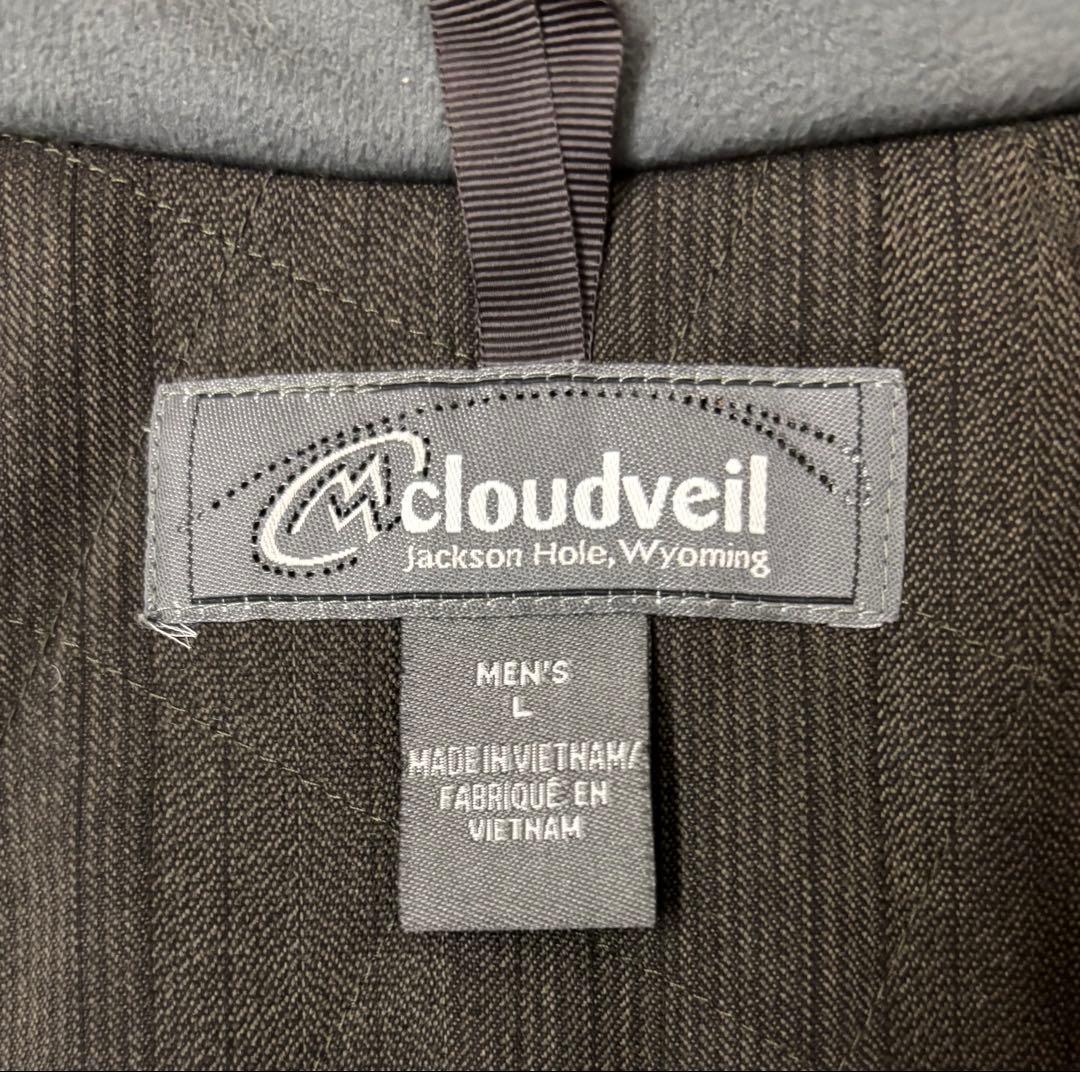 cloudveil
Jackson Hole, Wyoming
MEN'S
L
MADE IN VIETNAM/
FABRIQUÉ EN
VIETNAM